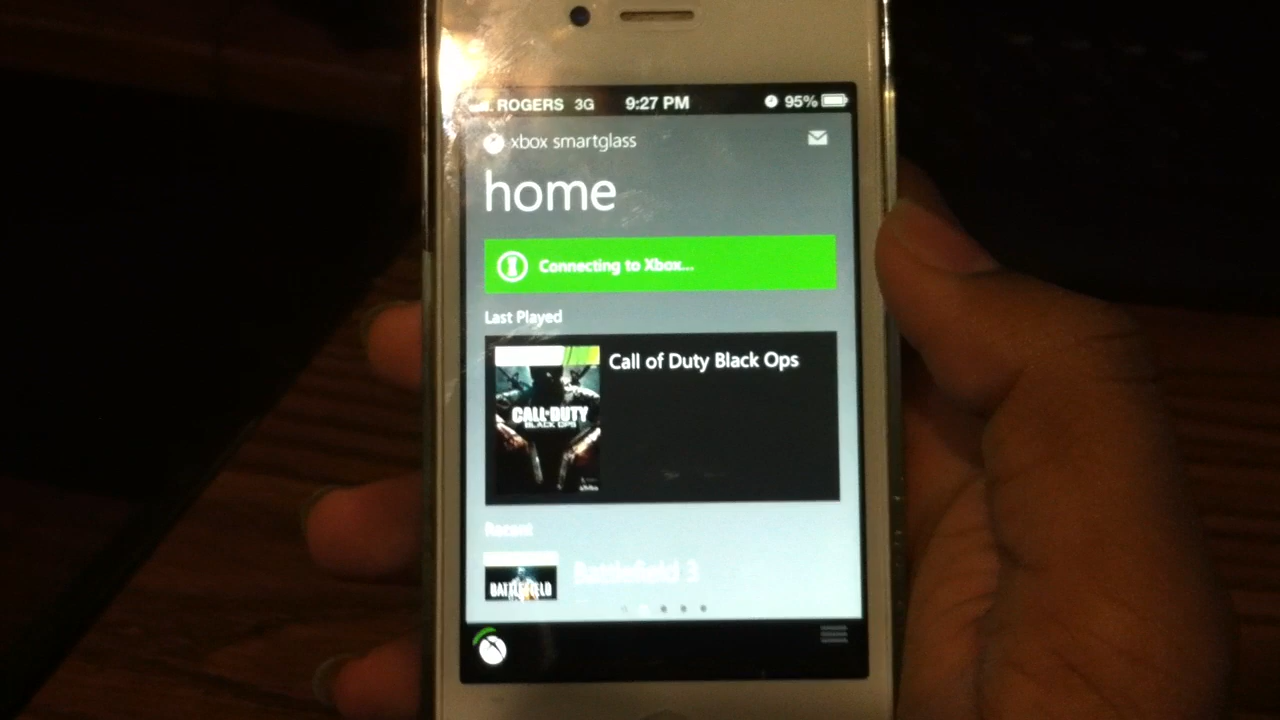 ROGERS 3G 9:27 PM 95%
xbox smartglass
home
Connecting to Xbox...
Last Played
Call of Duty Black Ops
CALL OF DUTY
BLACK OPS
Recent
Battlefield 3
BATTLEFIELD